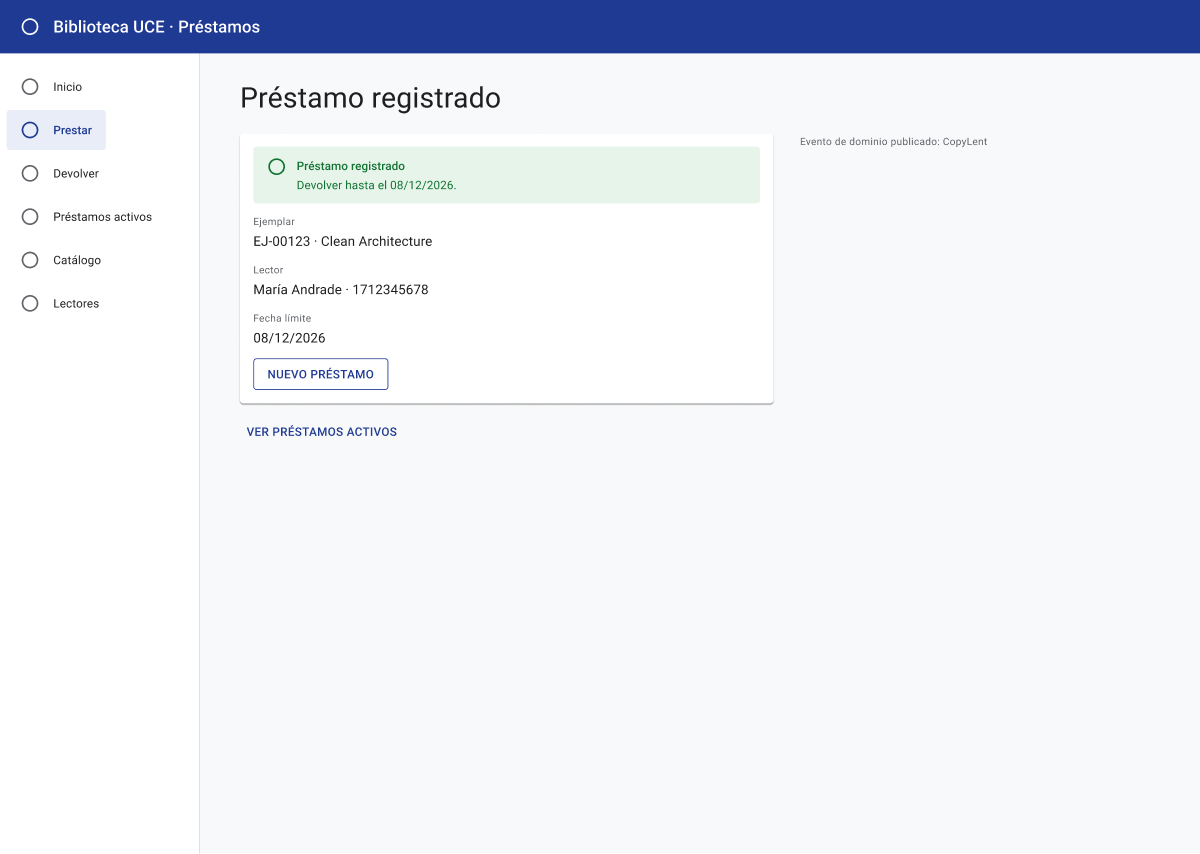 Biblioteca UCE · Préstamos
Inicio
Prestar
Devolver
Préstamos activos
Catálogo
Lectores
Préstamo registrado
Préstamo registrado
Devolver hasta el 08/12/2026.
Ejemplar
EJ-00123 · Clean Architecture
Lector
María Andrade · 1712345678
Fecha límite
08/12/2026
NUEVO PRÉSTAMO
VER PRÉSTAMOS ACTIVOS
Evento de dominio publicado: CopyLent